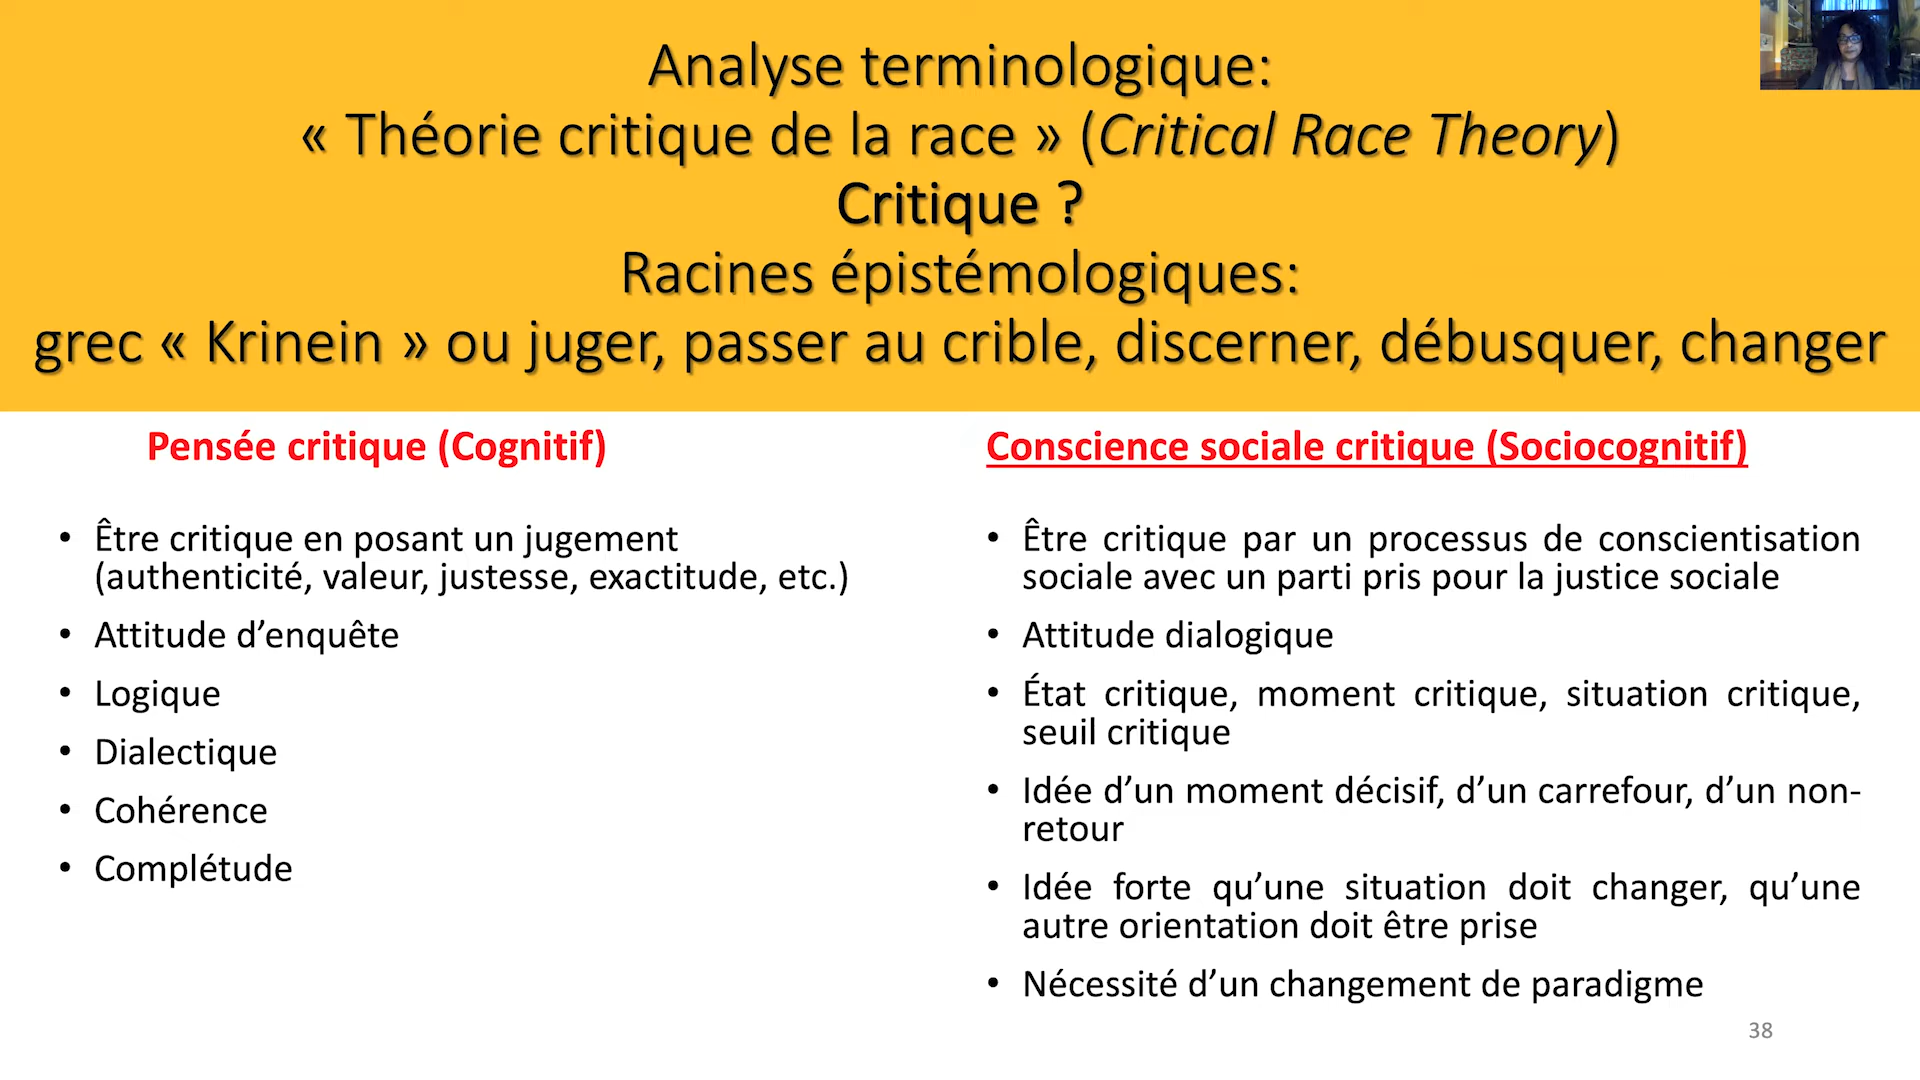 Analyse terminologique:
« Théorie critique de la race » (Critical Race Theory)
Critique ?
Racines épistémologiques:
grec « Krinein » ou juger, passer au crible, discerner, débusquer, changer
Pensée critique (Cognitif)
• Être critique en posant un jugement
(authenticité, valeur, justesse, exactitude, etc.)
• Attitude d’enquête
• Logique
• Dialectique
• Cohérence
• Complétude
Conscience sociale critique (Sociocognitif)
• Être critique par un processus de conscientisation
sociale avec un parti pris pour la justice sociale
• Attitude dialogique
• État critique, moment critique, situation critique,
seuil critique
• Idée d’un moment décisif, d’un carrefour, d’un non-
retour
• Idée forte qu’une situation doit changer, qu’une
autre orientation doit être prise
• Nécessité d’un changement de paradigme
38